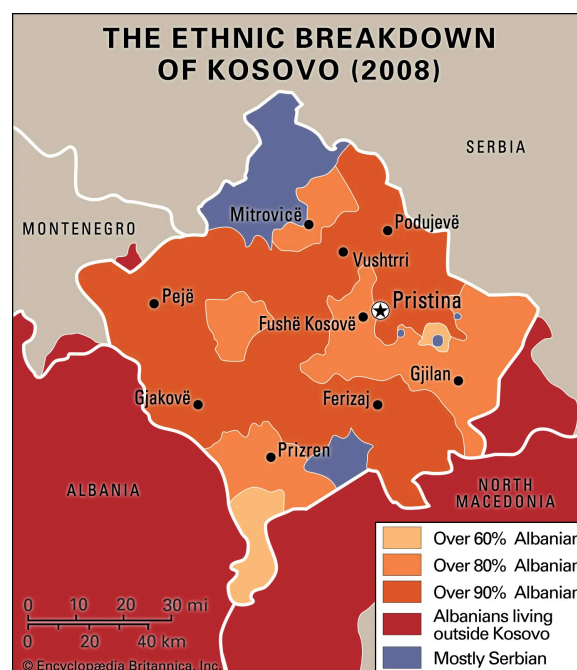 THE ETHNIC BREAKDOWN
OF KOSOVO (2008)
SERBIA
MONTENEGRO
Mitrovicë
Podujevë
Vushtrri
Pejë
Pristina
Fushë Kosovë
Gjilan
Gjakovë
Ferizaj
Prizren
ALBANIA
NORTH
MACEDONIA
Over 60% Albanian
Over 80% Albanian
Over 90% Albanian
Albanians living
outside Kosovo
Mostly Serbian
0 10 20 30 mi
0 20 40 km
© Encyclopædia Britannica, Inc.